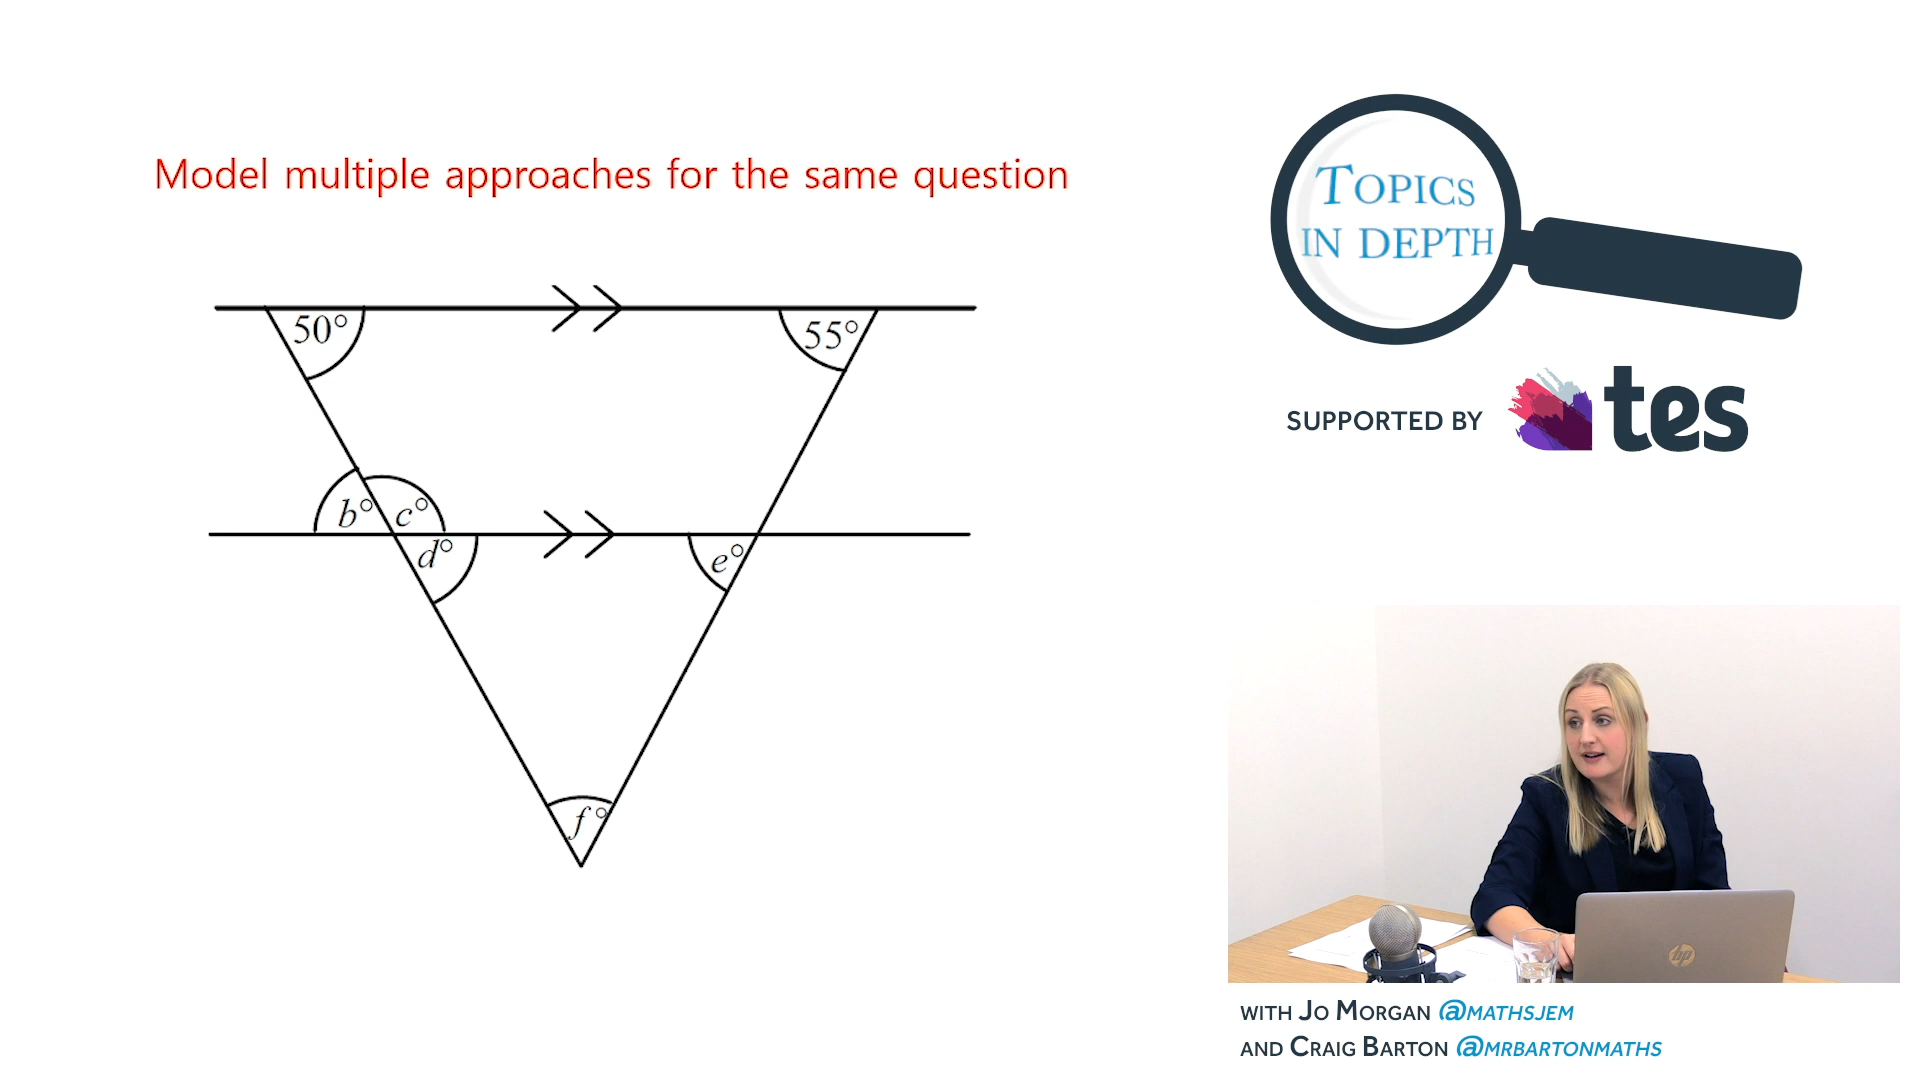 Model multiple approaches for the same question
TOPICS
IN DEPTH
SUPPORTED BY tes
50° 55°
b° c°
d° e°
f°
hp
WITH JO MORGAN @MATHSJEM
AND CRAIG BARTON @MRBARTONMATHS